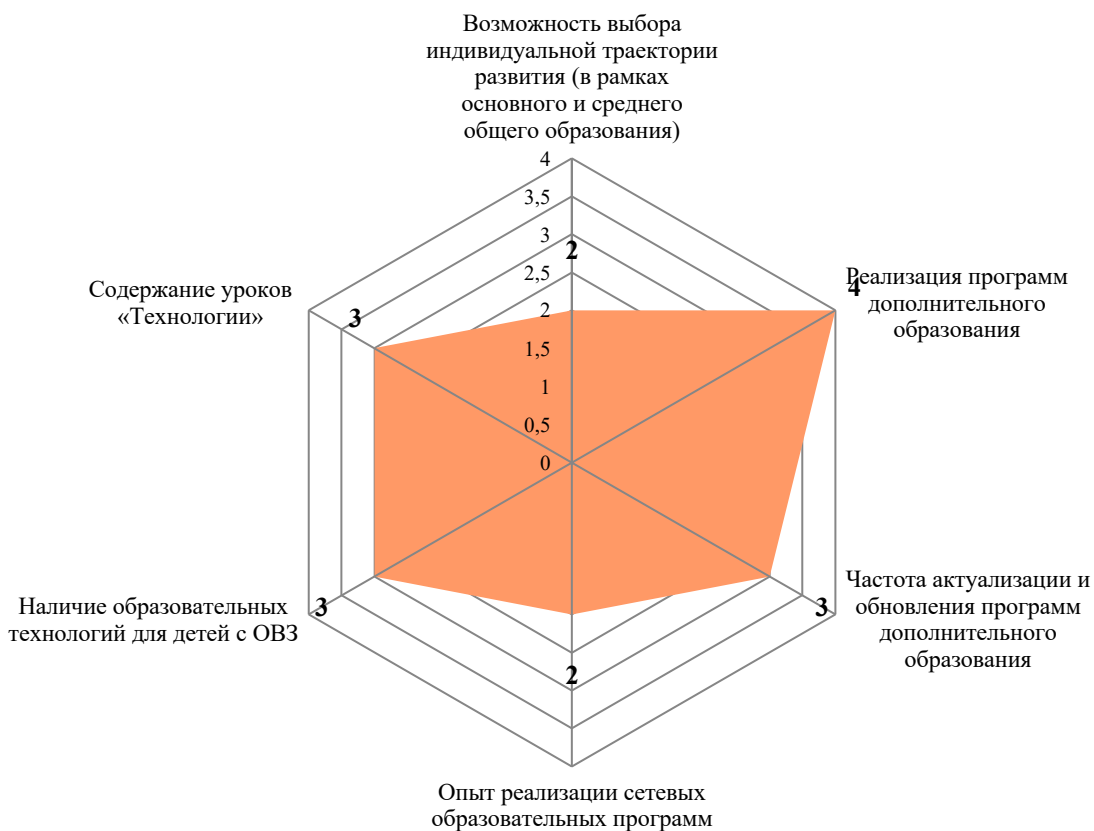 Возможность выбора
индивидуальной траектории
развития (в рамках
основного и среднего
общего образования)
4
3,5
3
2,5
2
1,5
1
0,5
0
2
4
Реализация программ
дополнительного
образования
3
Частота актуализации и
обновления программ
дополнительного
образования
2
Опыт реализации сетевых
образовательных программ
3
Наличие образовательных
технологий для детей с ОВЗ
3
Содержание уроков
«Технологии»